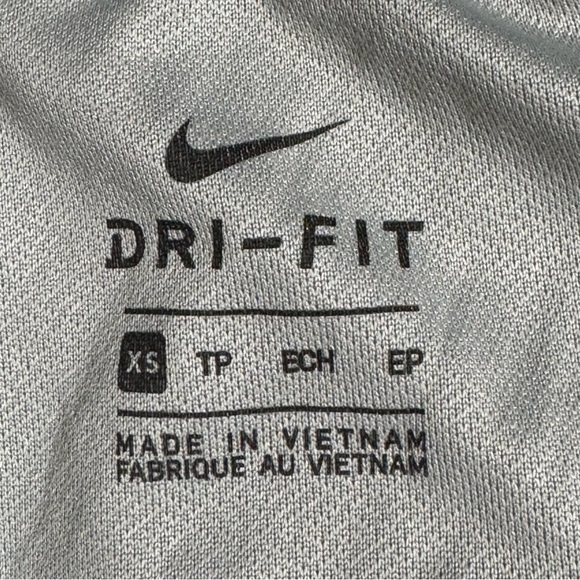 DRI-FIT
XS TP ECH EP
MADE IN VIETNAM
FABRIQUE AU VIETNAM